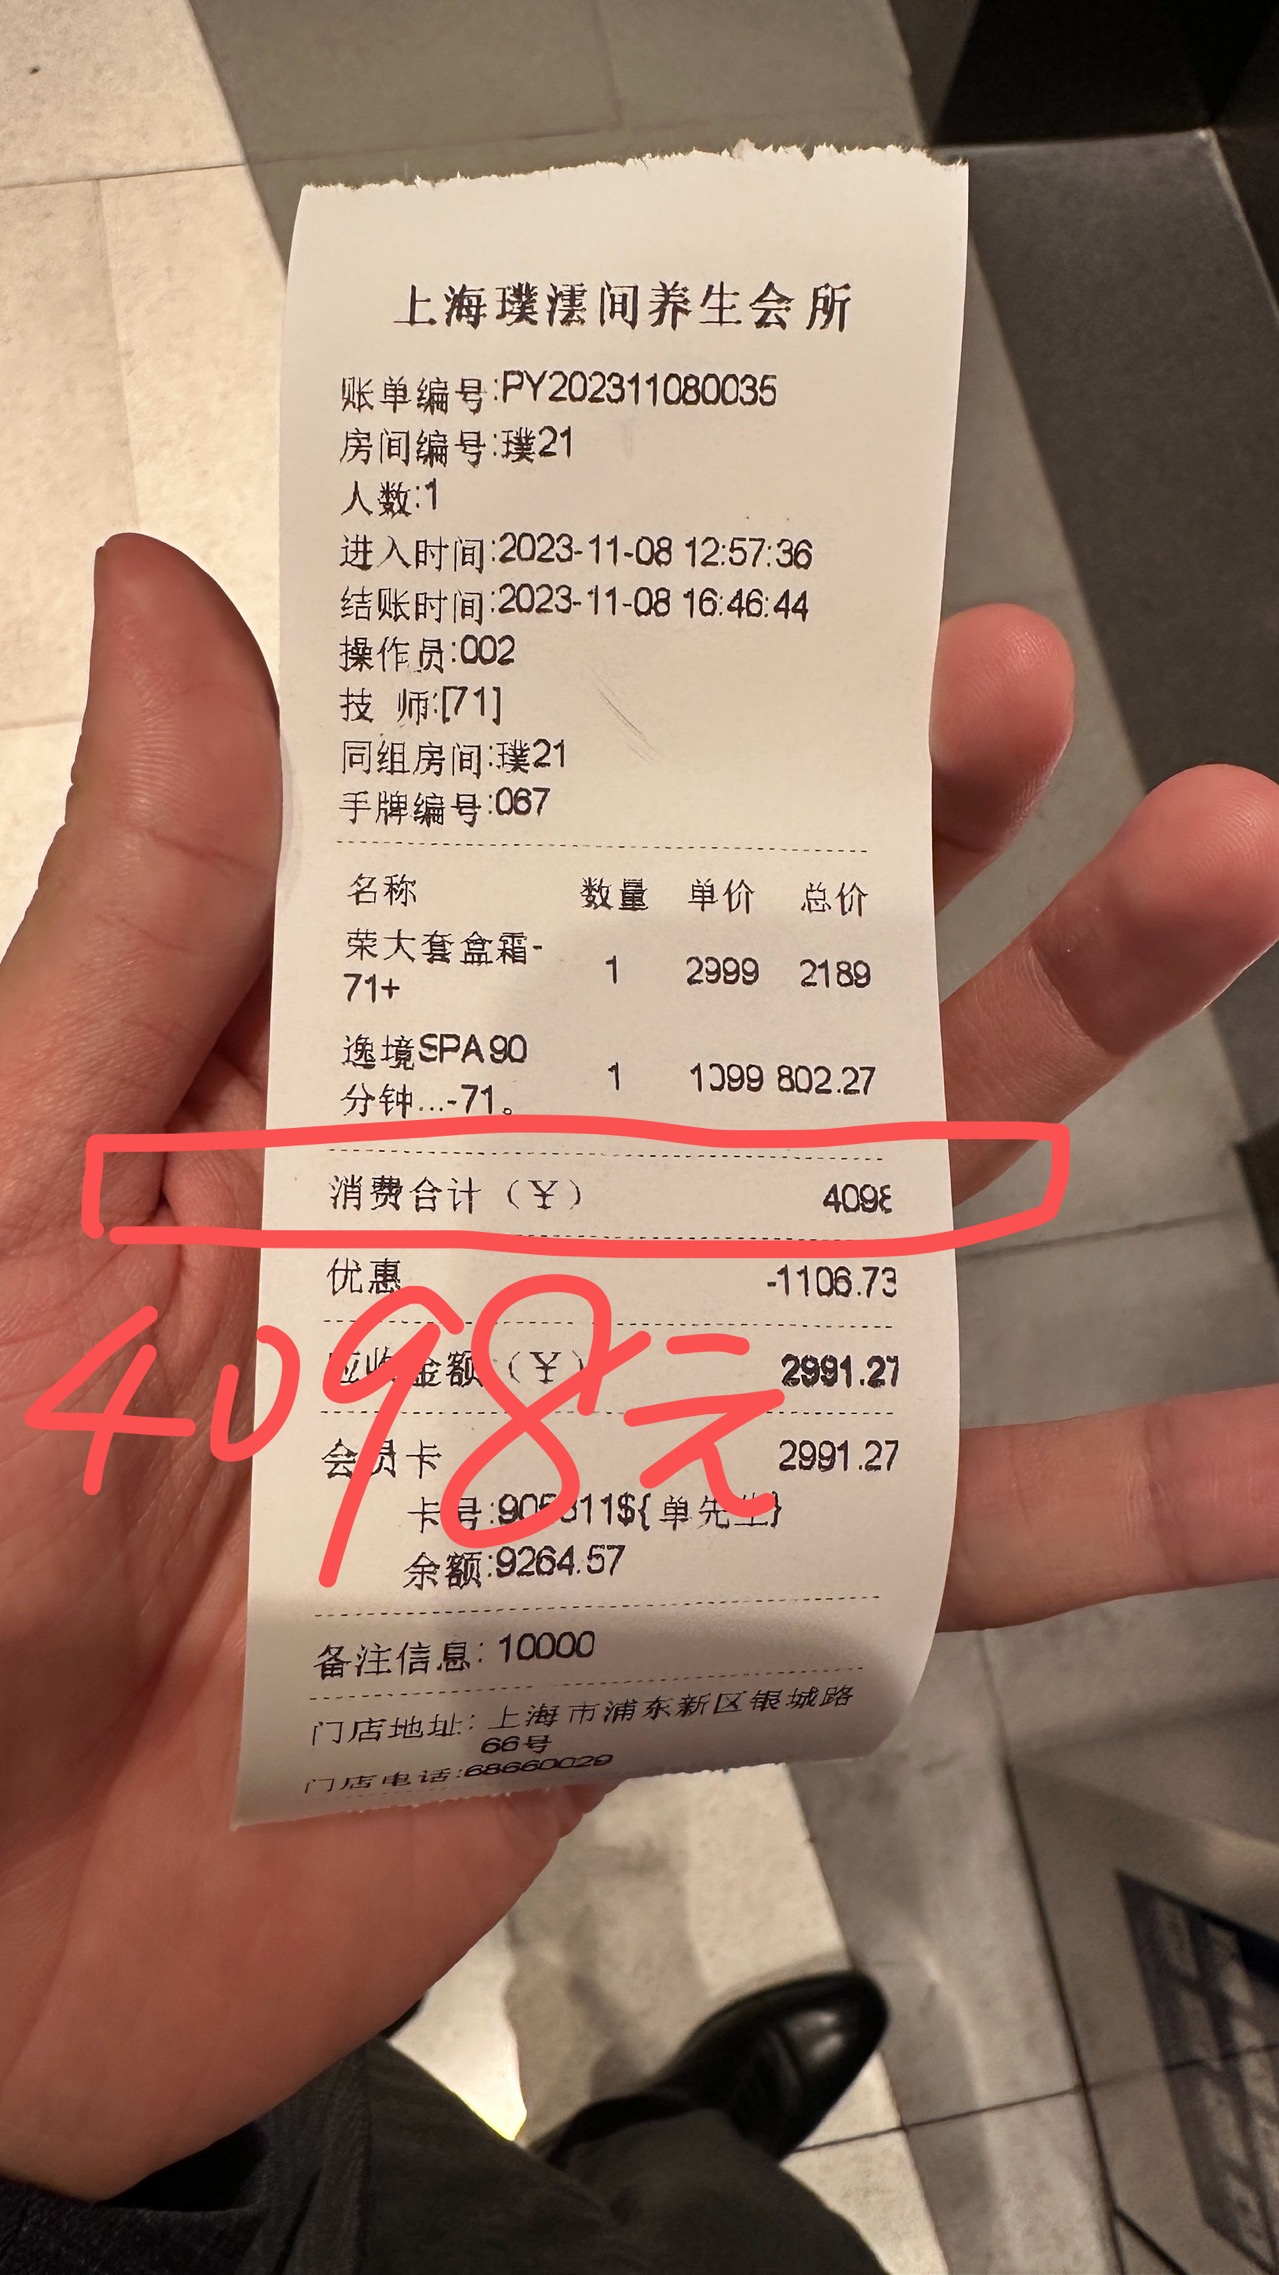 上海璞濡间养生会所
账单编号:PY202311080035
房间编号:璞21
人数:1
进入时间:2023-11-08 12:57:36
结账时间:2023-11-08 16:46:44
操作员:002
技 师:[71]
同组房间:璞21
手牌编号:067
名称 数量 单价 总价
荣大套盒霜-
71+ 1 2999 2189
逸境SPA90
分钟...-71。 1 1099 802.27
消费合计（¥） 4098
优惠 -1106.73
4098元
应收金额（¥） 2991.27
会员卡 2991.27
卡号: {单先生}
余额:9264.57
备注信息: 10000
门店地址: 上海市浦东新区银城路
66号
门店电话:68660029